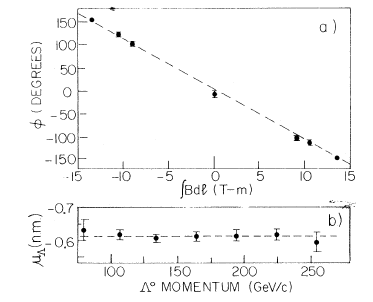 a)
φ (DEGREES)
150
100
50
0
-50
-100
-150
-15 -10 -5 0 5 10 15
∫Bdℓ (T-m)
b)
μΛ(nm)
-0.7
-0.6
100 150 200 250
Λ° MOMENTUM (GeV/c)